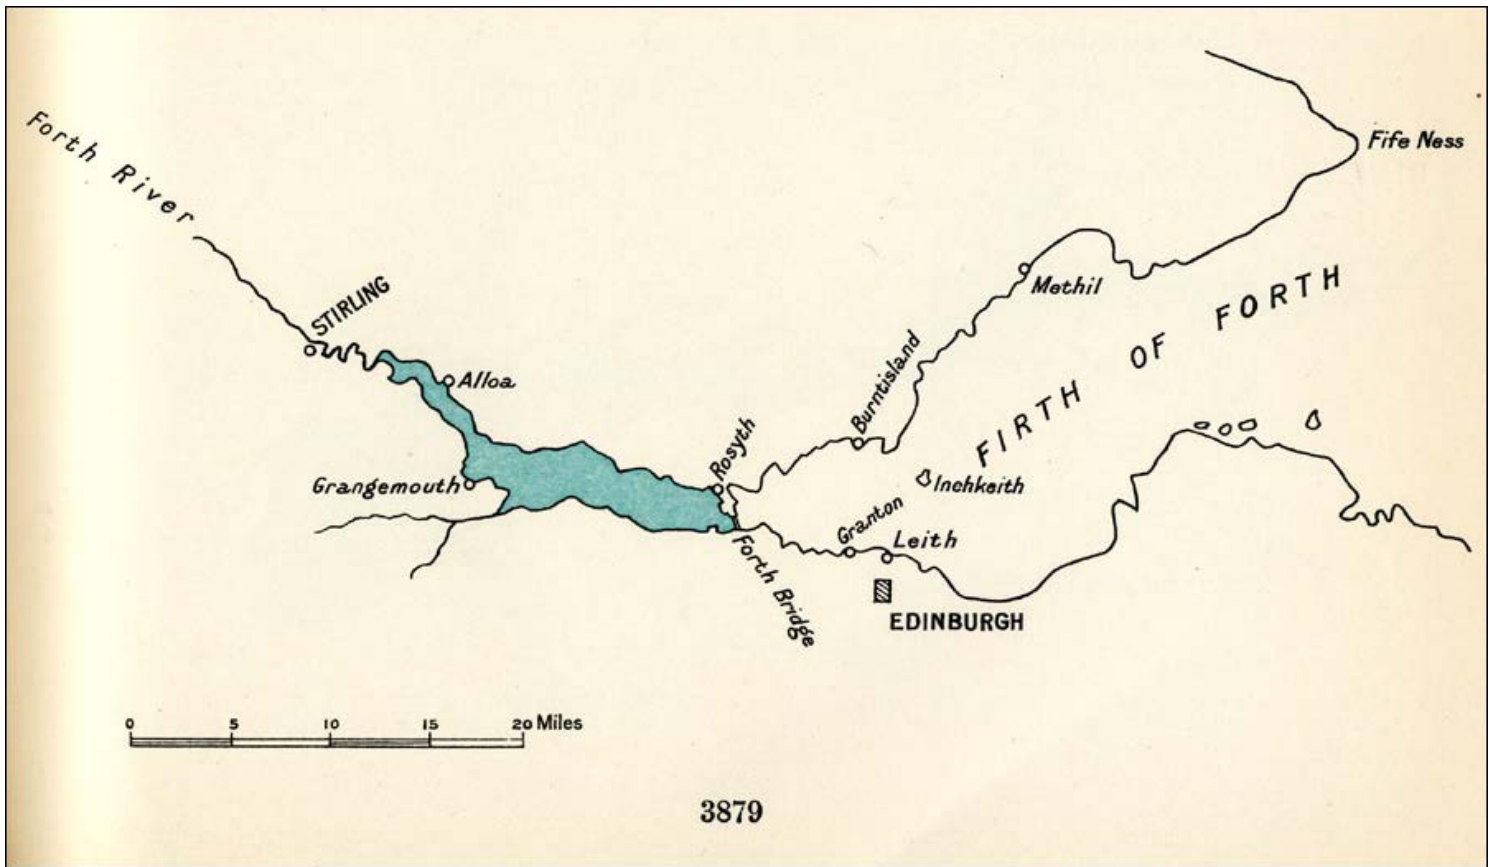 Forth River
Fife Ness
STIRLING
Methil
FIRTH OF FORTH
Alloa
Burntisland
Rosyth
Grangemouth
Inchkeith
Granton
Leith
Forth Bridge
EDINBURGH
0 5 10 15 20 Miles
3879